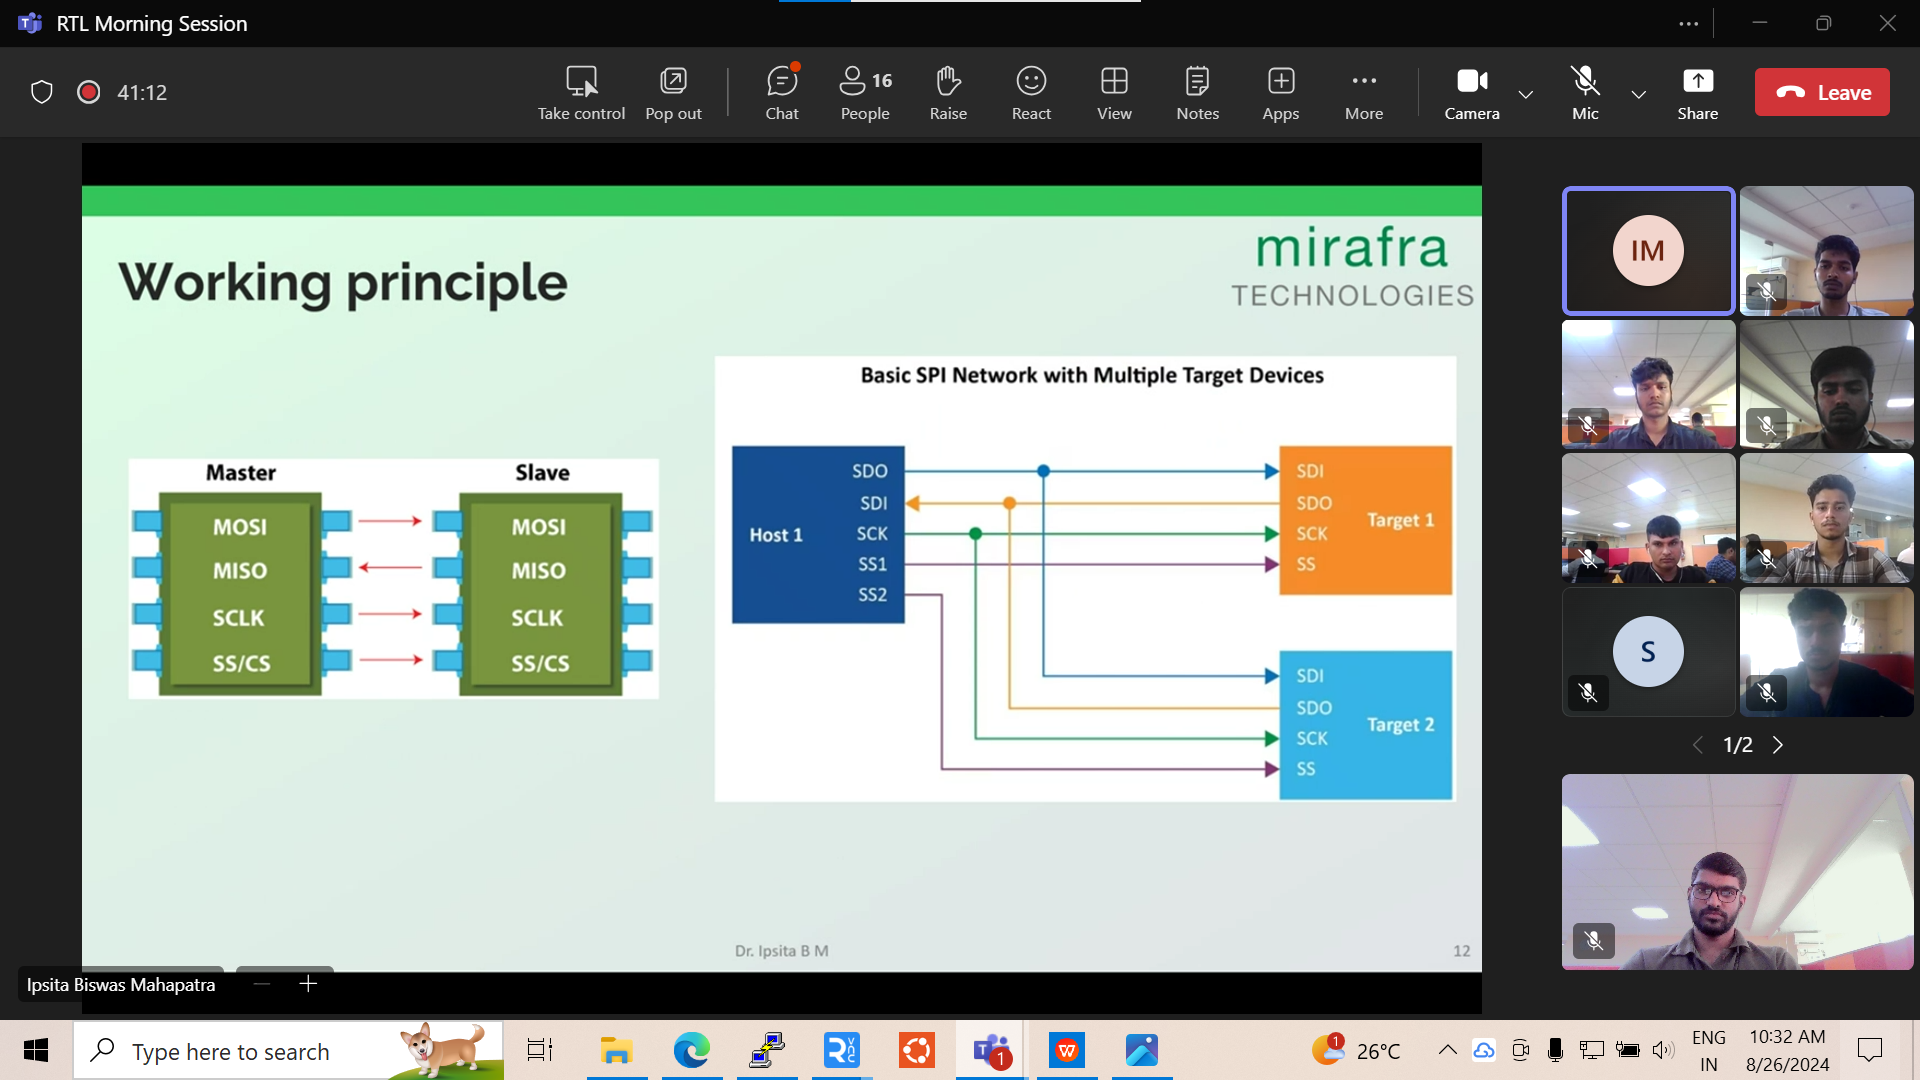 RTL Morning Session
41:12
Take control
Pop out
Chat
16
People
Raise
React
View
Notes
Apps
More
Camera
Mic
Share
Leave
Working principle
mirafra
TECHNOLOGIES
Master
Slave
MOSI
MOSI
MISO
MISO
SCLK
SCLK
SS/CS
SS/CS
Basic SPI Network with Multiple Target Devices
Host 1
SDO
SDI
SCK
SS1
SS2
SDI
SDO
Target 1
SCK
SS
SDI
SDO
Target 2
SCK
SS
Dr. Ipsita B M
12
Ipsita Biswas Mahapatra
IM
S
1/2
Type here to search
1
1
26°C
ENG
IN
10:32 AM
8/26/2024